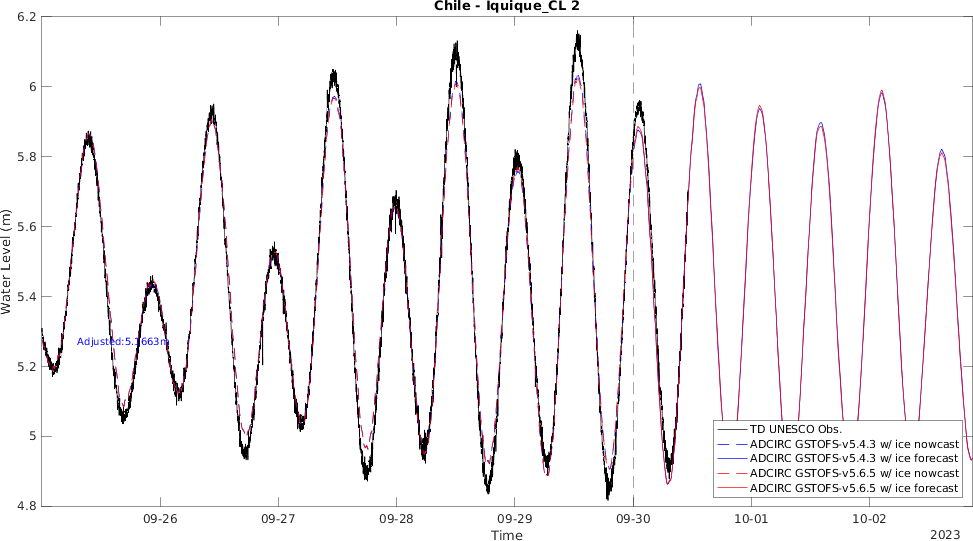 Chile - Iquique_CL 2
6.2
6
5.8
5.6
5.4
5.2
5
4.8
Water Level (m)
Adjusted:5.1663m
TD UNESCO Obs.
ADCIRC GSTOFS-v5.4.3 w/ ice nowcast
ADCIRC GSTOFS-v5.4.3 w/ ice forecast
ADCIRC GSTOFS-v5.6.5 w/ ice nowcast
ADCIRC GSTOFS-v5.6.5 w/ ice forecast
09-26 09-27 09-28 09-29 09-30 10-01 10-02
Time
2023